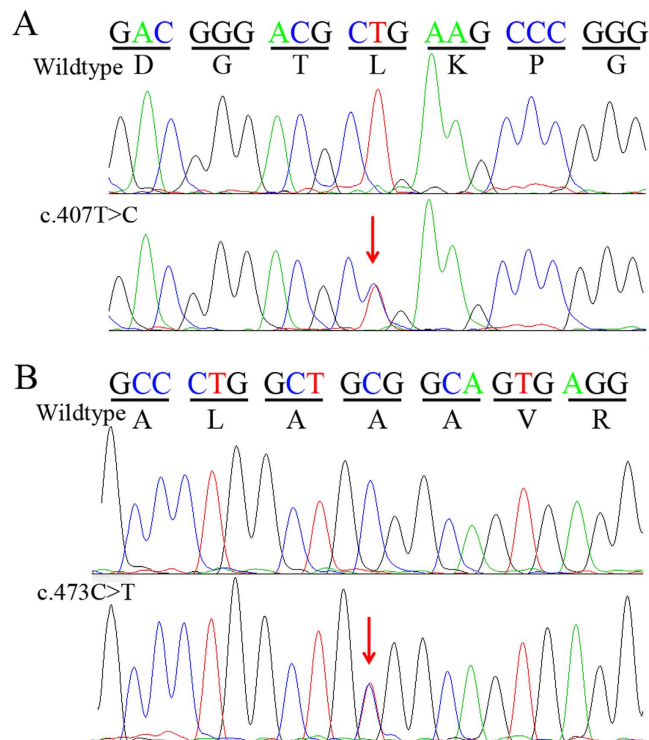 A
GAC GGG ACG CTG AAG CCC GGG
Wildtype D G T L K P G
c.407T>C
B
GCC CTG GCT GCG GCA GTG AGG
Wildtype A L A A A V R
c.473C>T